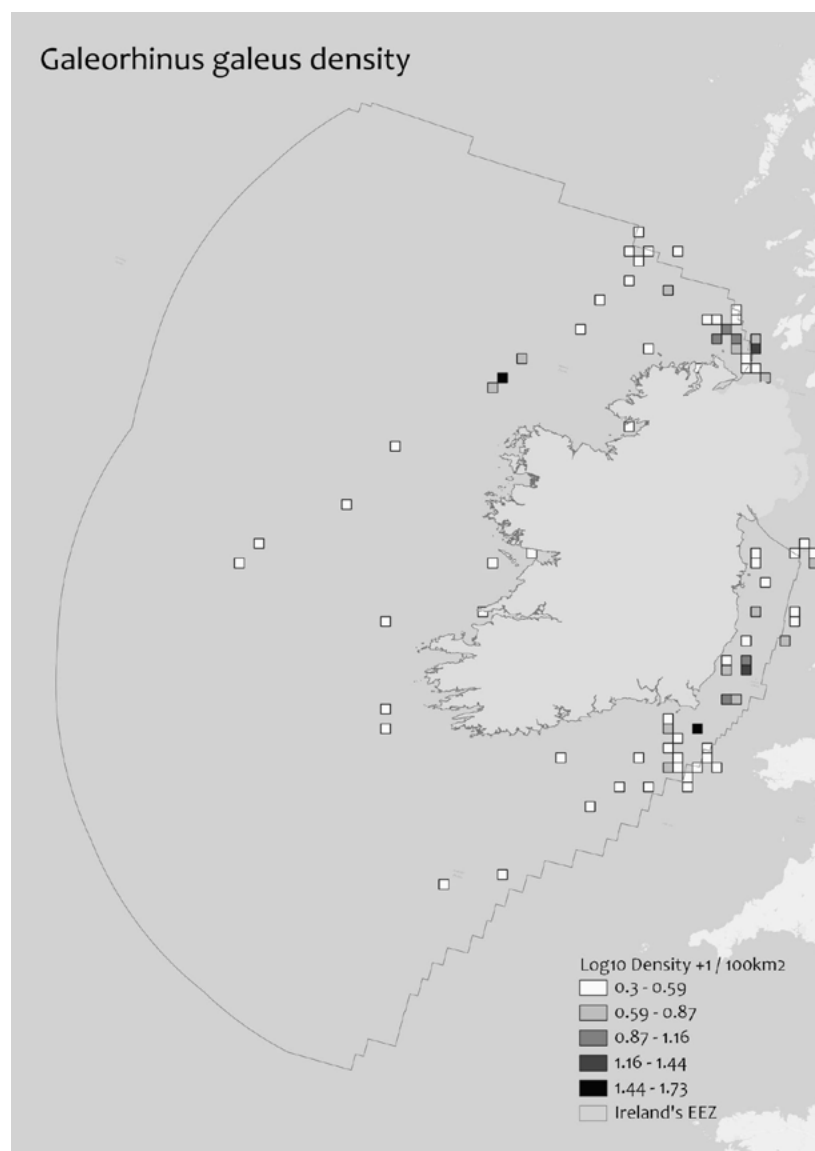 Galeorhinus galeus density
Log10 Density +1 / 100km2
0.3 - 0.59
0.59 - 0.87
0.87 - 1.16
1.16 - 1.44
1.44 - 1.73
Ireland's EEZ